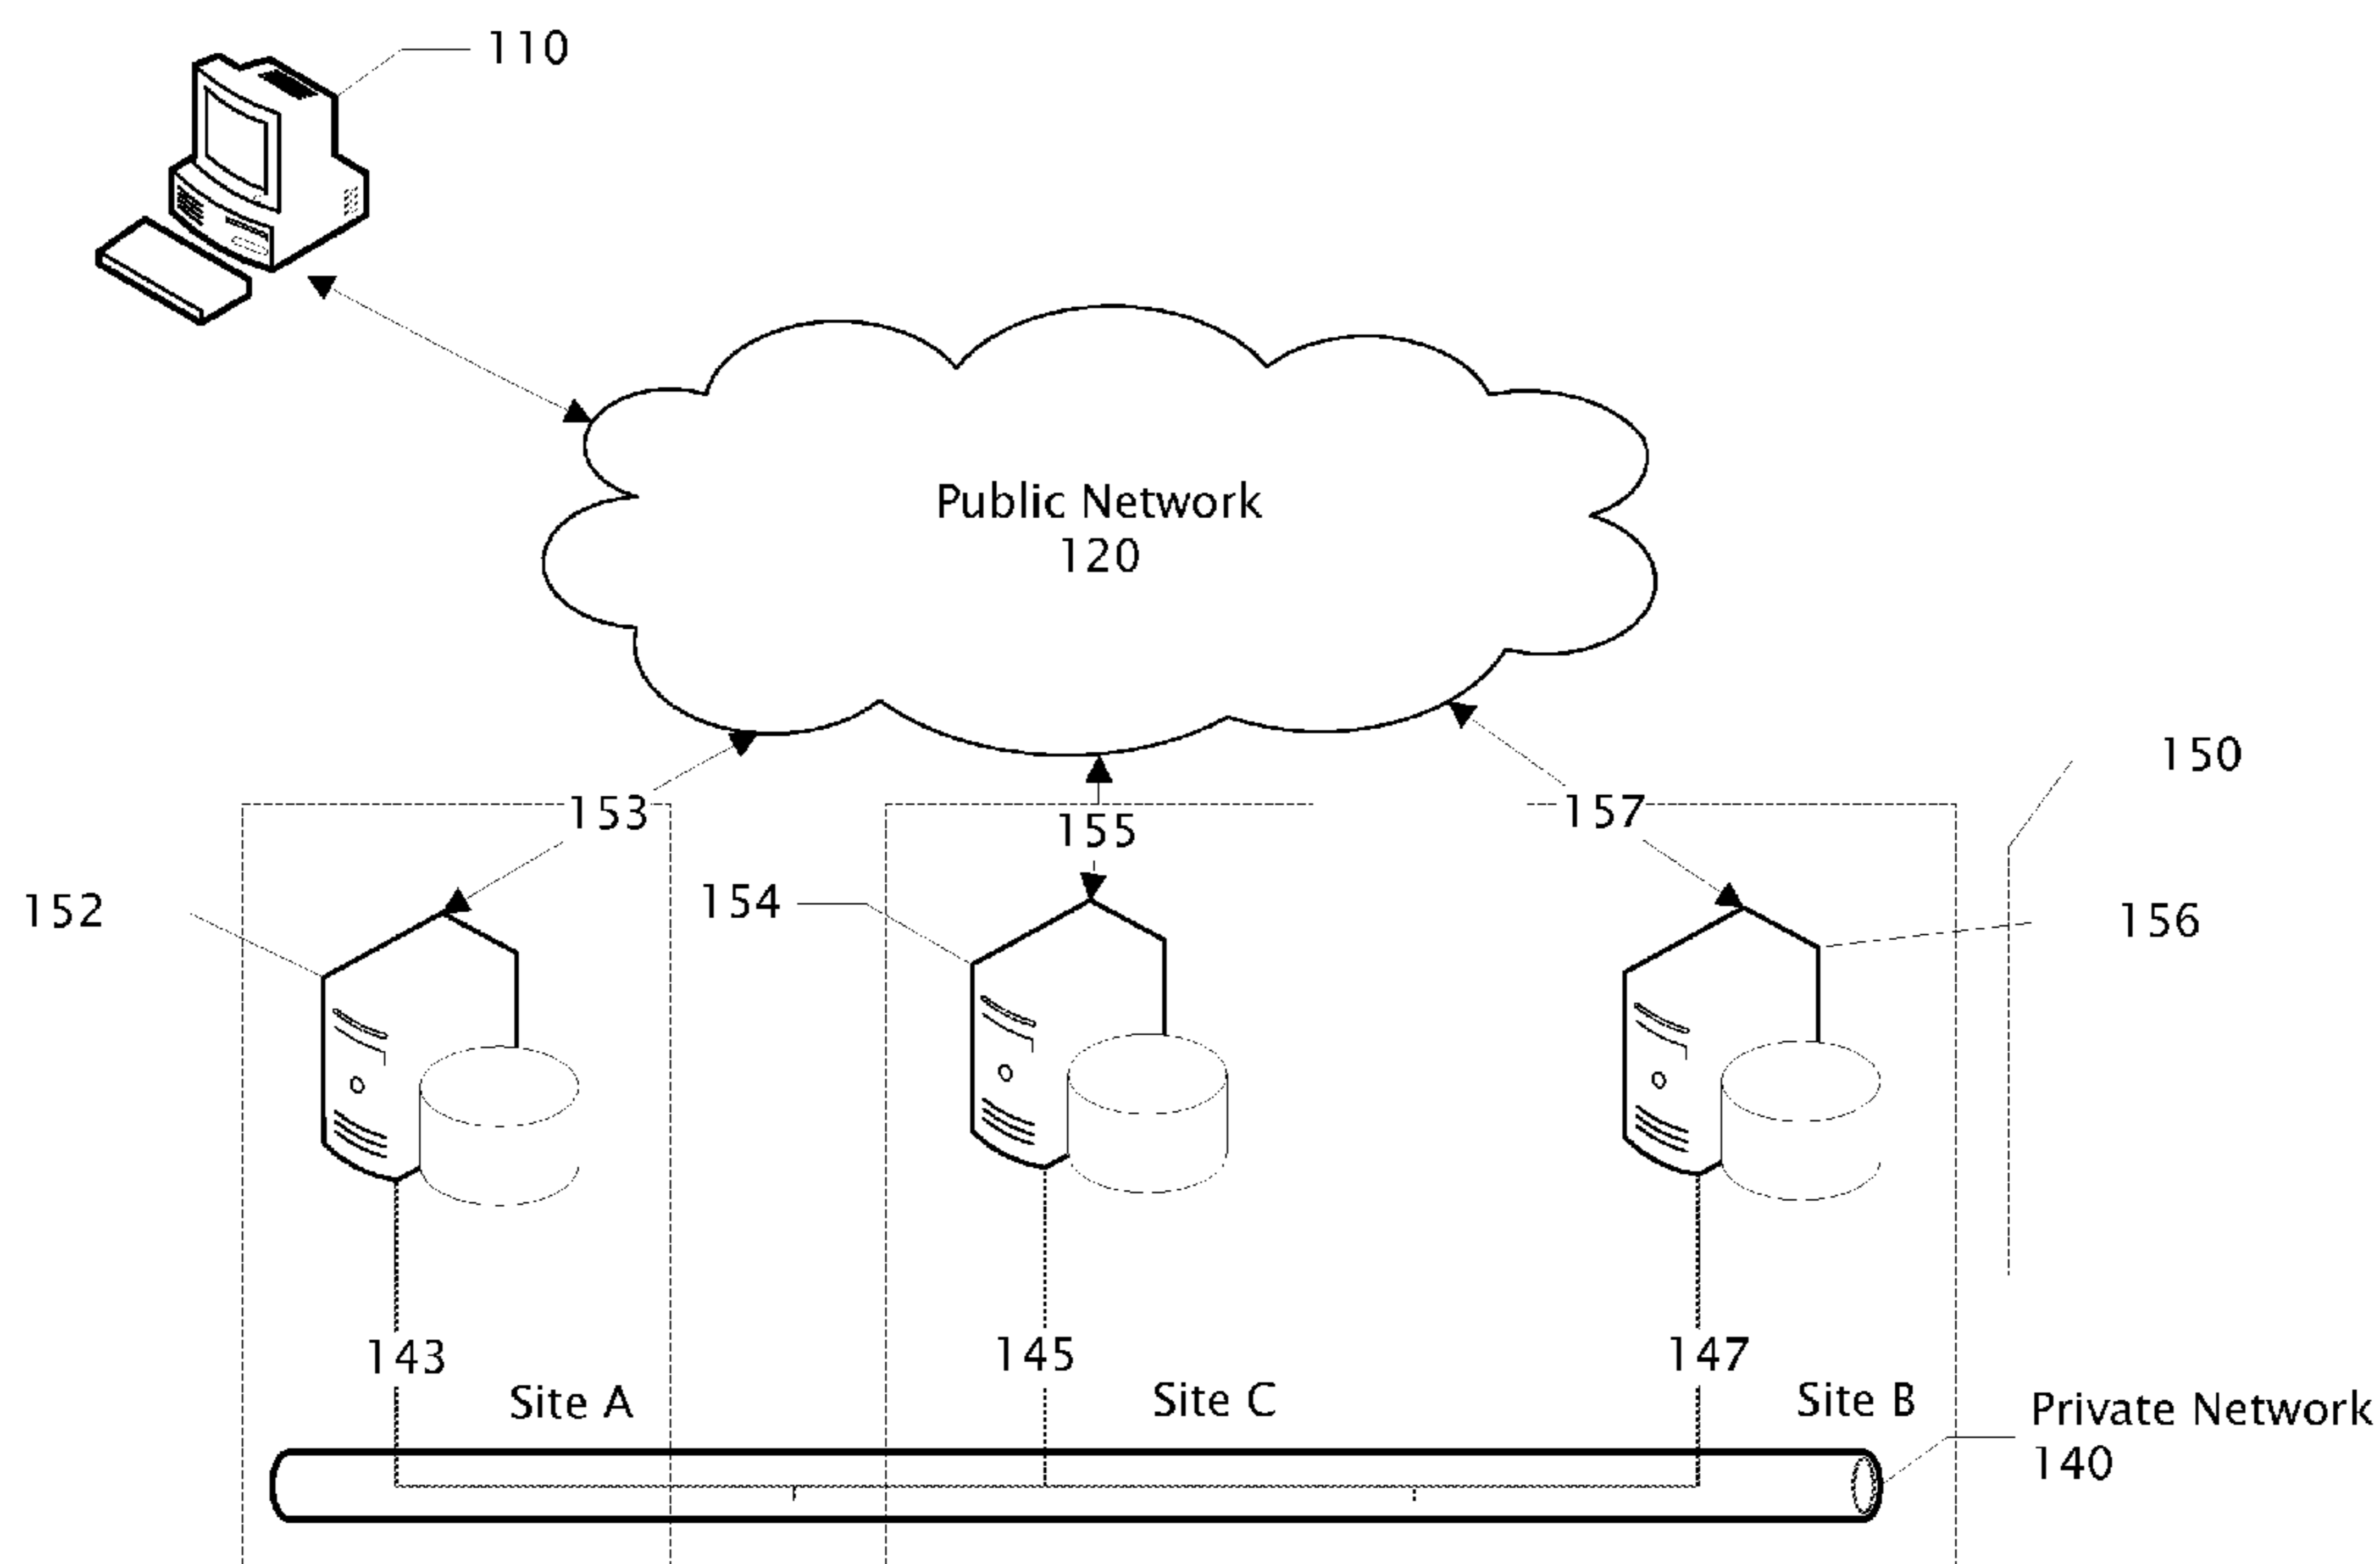 110
Public Network
120
150
153
155
157
152
154
156
143
145
147
Site A
Site C
Site B
Private Network
140